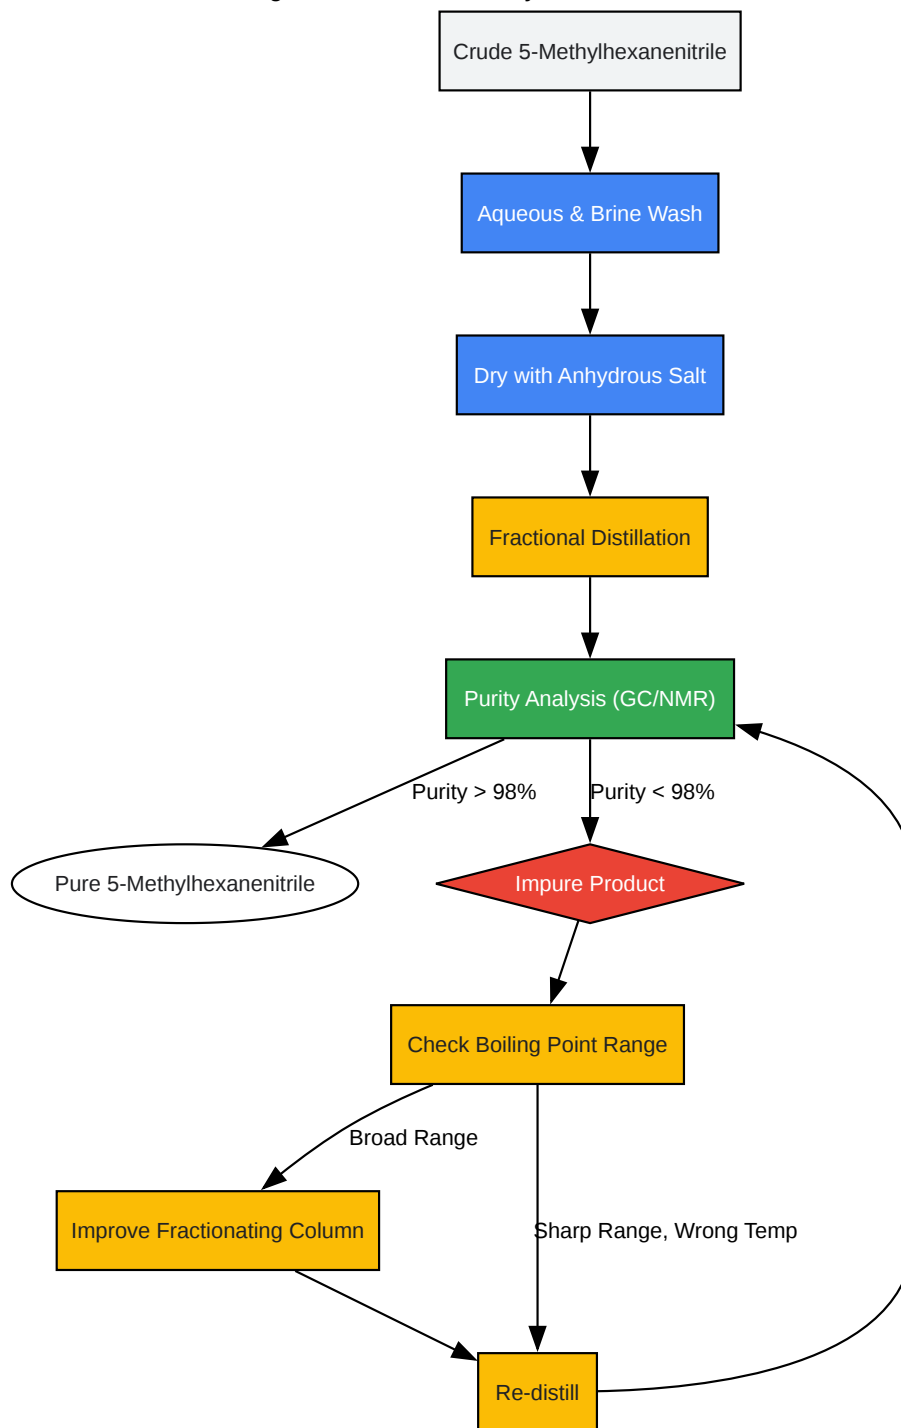 Crude 5-Methylhexanenitrile
Aqueous & Brine Wash
Dry with Anhydrous Salt
Fractional Distillation
Purity Analysis (GC/NMR)
Purity > 98%
Purity < 98%
Pure 5-Methylhexanenitrile
Impure Product
Check Boiling Point Range
Broad Range
Improve Fractionating Column
Sharp Range, Wrong Temp
Re-distill